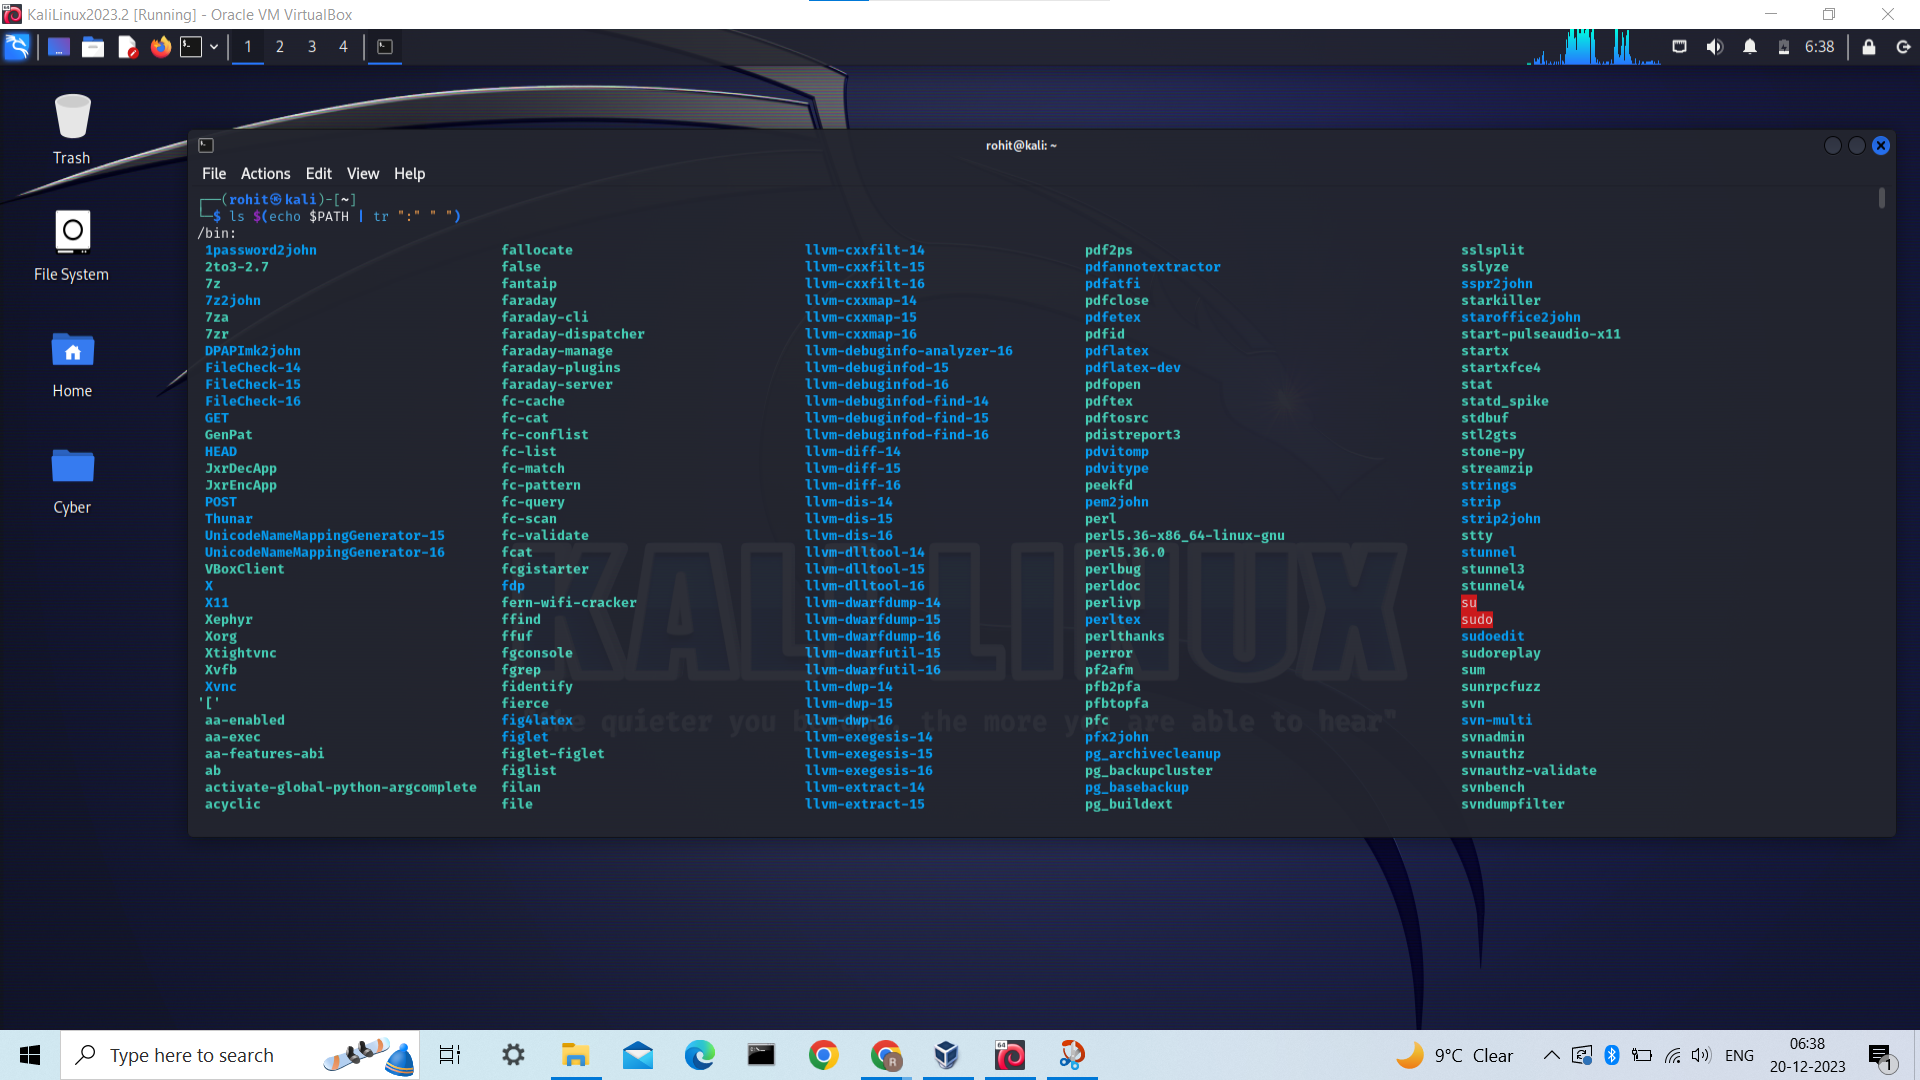 KaliLinux2023.2 [Running] - Oracle VM VirtualBox
1 2 3 4 6:38
Trash
File System
Home
Cyber
rohit@kali: ~
File Actions Edit View Help
┌──(rohit㉿kali)-[~]
└─$ ls $(echo $PATH | tr ":" " ")
/bin:
1password2john fallocate llvm-cxxfilt-14 pdf2ps sslsplit
2to3-2.7 false llvm-cxxfilt-15 pdfannotextractor sslyze
7z fantaip llvm-cxxfilt-16 pdfatfi sspr2john
7z2john faraday llvm-cxxmap-14 pdfclose starkiller
7za faraday-cli llvm-cxxmap-15 pdfetex staroffice2john
7zr faraday-dispatcher llvm-cxxmap-16 pdfid start-pulseaudio-x11
DPAPImk2john faraday-manage llvm-debuginfo-analyzer-16 pdflatex startx
FileCheck-14 faraday-plugins llvm-debuginfod-15 pdflatex-dev startxfce4
FileCheck-15 faraday-server llvm-debuginfod-16 pdfopen stat
FileCheck-16 fc-cache llvm-debuginfod-find-14 pdftex statd_spike
GET fc-cat llvm-debuginfod-find-15 pdftosrc stdbuf
GenPat fc-conflist llvm-debuginfod-find-16 pdistreport3 stl2gts
HEAD fc-list llvm-diff-14 pdvitomp stone-py
JxrDecApp fc-match llvm-diff-15 pdvitype streamzip
JxrEncApp fc-pattern llvm-diff-16 peekfd strings
POST fc-query llvm-dis-14 pem2john strip
Thunar fc-scan llvm-dis-15 perl strip2john
UnicodeNameMappingGenerator-15 fc-validate llvm-dis-16 perl5.36-x86_64-linux-gnu stty
UnicodeNameMappingGenerator-16 fcat llvm-dlltool-14 perl5.36.0 stunnel
VBoxClient fcgistarter llvm-dlltool-15 perlbug stunnel3
X fdp llvm-dlltool-16 perldoc stunnel4
X11 fern-wifi-cracker llvm-dwarfdump-14 perlivp su
Xephyr ffind llvm-dwarfdump-15 perltex sudo
Xorg ffuf llvm-dwarfdump-16 perlthanks sudoedit
Xtightvnc fgconsole llvm-dwarfutil-15 perror sudoreplay
Xvfb fgrep llvm-dwarfutil-16 pf2afm sum
Xvnc fidentify llvm-dwp-14 pfb2pfa sunrpcfuzz
'[' fierce llvm-dwp-15 pfbtopfa svn
aa-enabled fig4latex llvm-dwp-16 pfc svn-multi
aa-exec figlet llvm-exegesis-14 pfx2john svnadmin
aa-features-abi figlet-figlet llvm-exegesis-15 pg_archivecleanup svnauthz
ab figlist llvm-exegesis-16 pg_backupcluster svnauthz-validate
activate-global-python-argcomplete filan llvm-extract-14 pg_basebackup svnbench
acyclic file llvm-extract-15 pg_buildext svndumpfilter
KALI LINUX
"the quieter you the more you are able to hear"
Type here to search
64
R
9°C Clear
ENG
06:38
20-12-2023
1